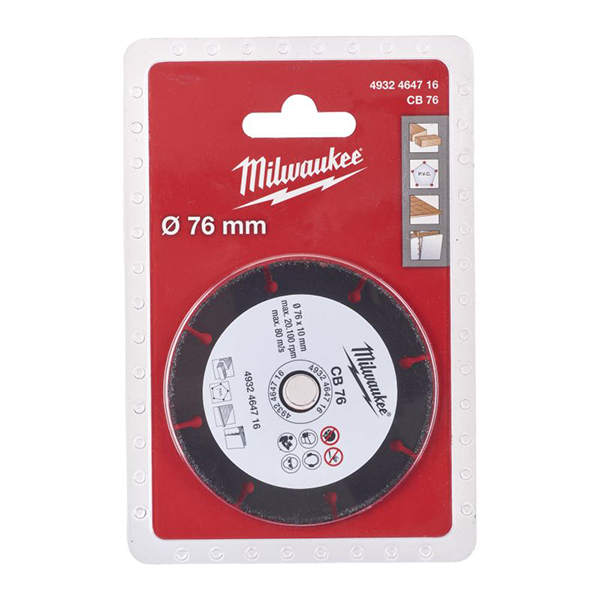 4932 4647 16
CB 76
Milwaukee
P.V.C.
Ø 76 mm
Ø 76 x 10 mm
max. 20.100 rpm
max. 80 m/s
4932 4647 16
CB 76
Milwaukee®
4932 4647 16